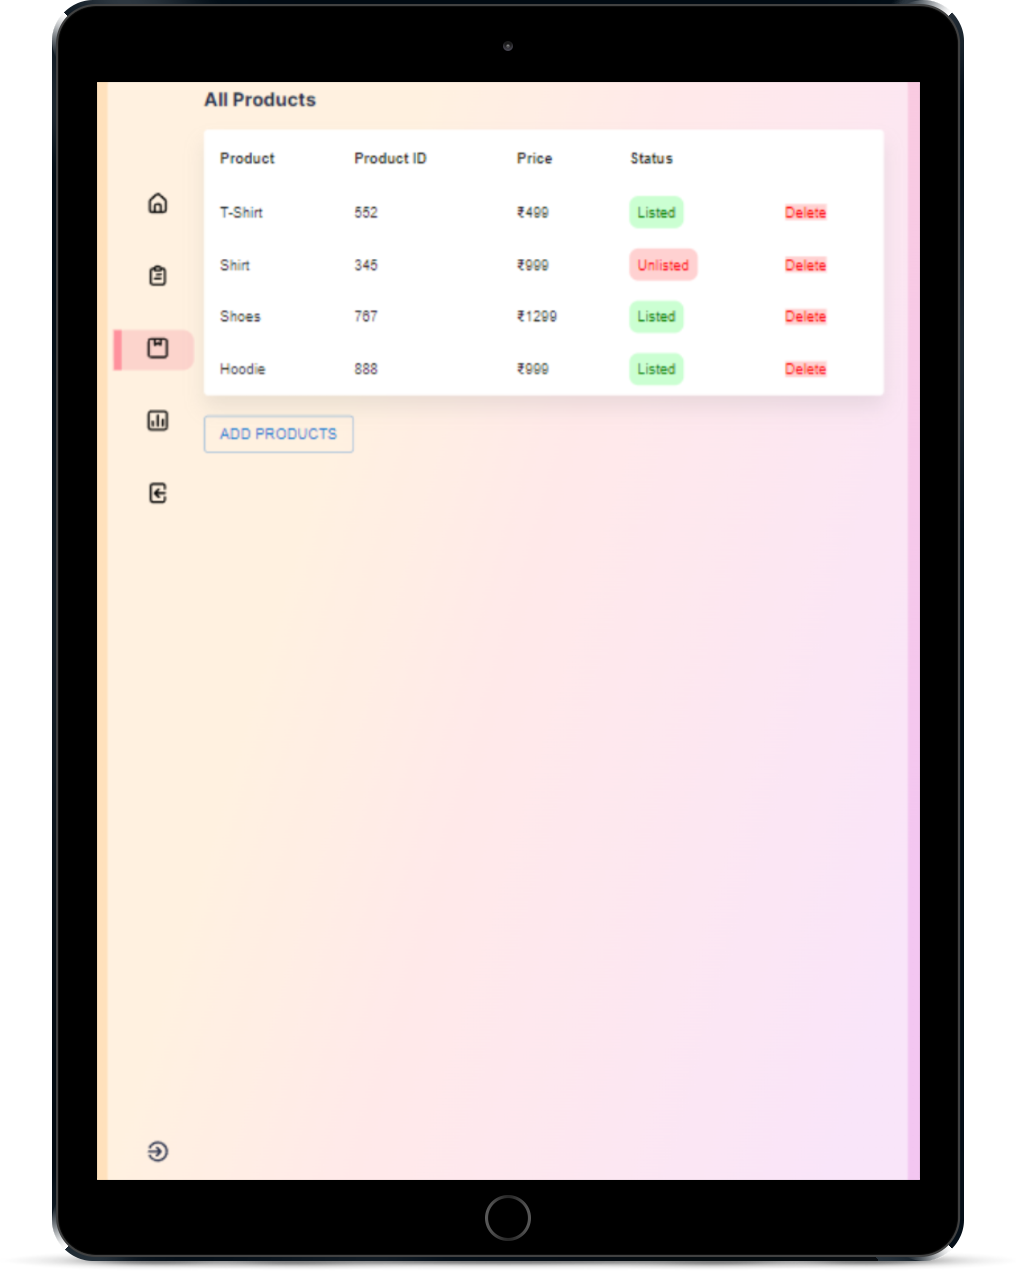 All Products
Product Product ID Price Status
T-Shirt 552 ₹499 Listed Delete
Shirt 345 ₹999 Unlisted Delete
Shoes 767 ₹1299 Listed Delete
Hoodie 888 ₹999 Listed Delete
ADD PRODUCTS